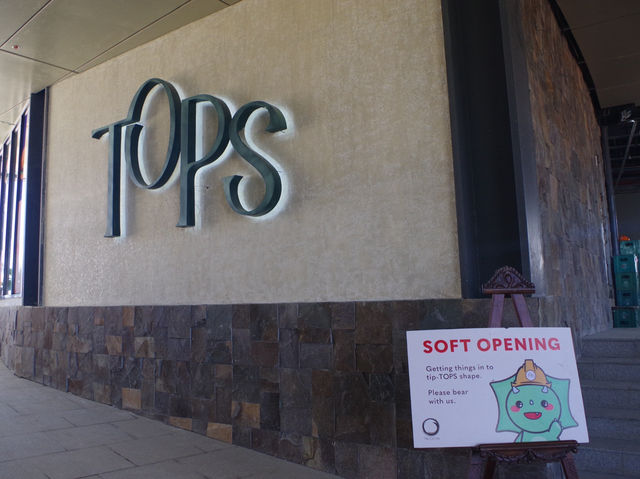 TOPS
SOFT OPENING
Getting things in to
tip-TOPS shape.
Please bear
with us.